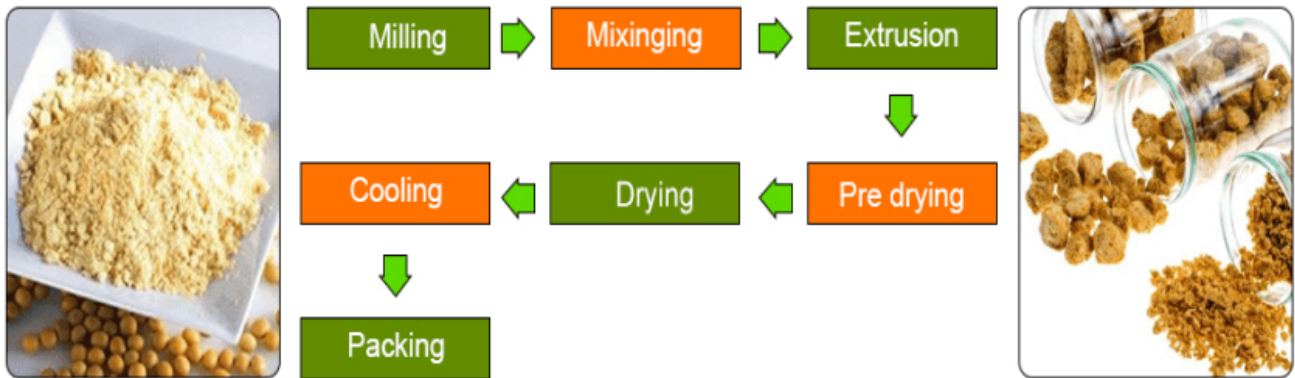 Milling
Mixinging
Extrusion
Pre drying
Drying
Cooling
Packing